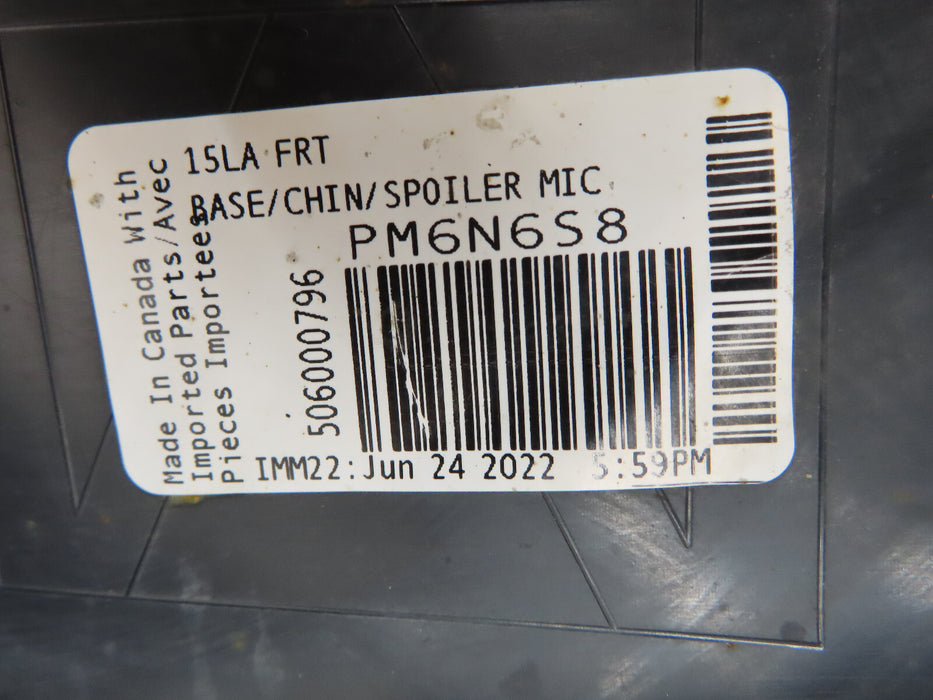 15LA FRT
BASE/CHIN/SPOILER MIC
PM6N6S8
506000796
IMM22:Jun 24 2022 5:59PM
Made In Canada With
Imported Parts/Avec
Pieces Importees